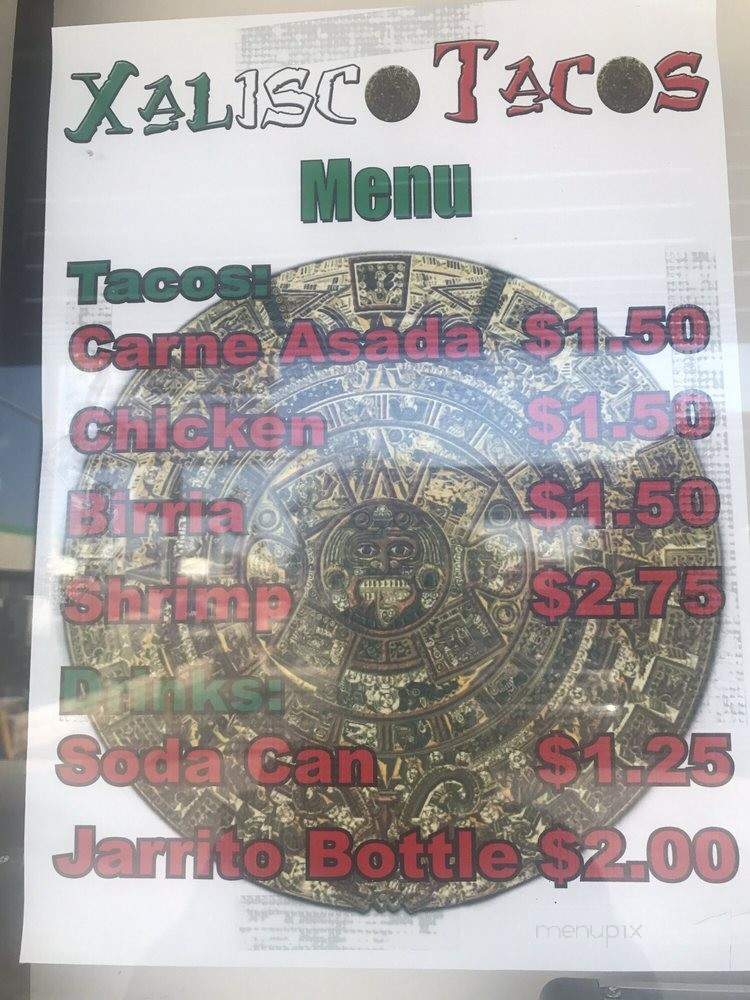 XALISCO TACOS
Menu
Tacos:
Carne Asada $1.50
Chicken $1.50
Birria $1.50
Shrimp $2.75
Drinks:
Soda Can $1.25
Jarrito Bottle $2.00
menupix